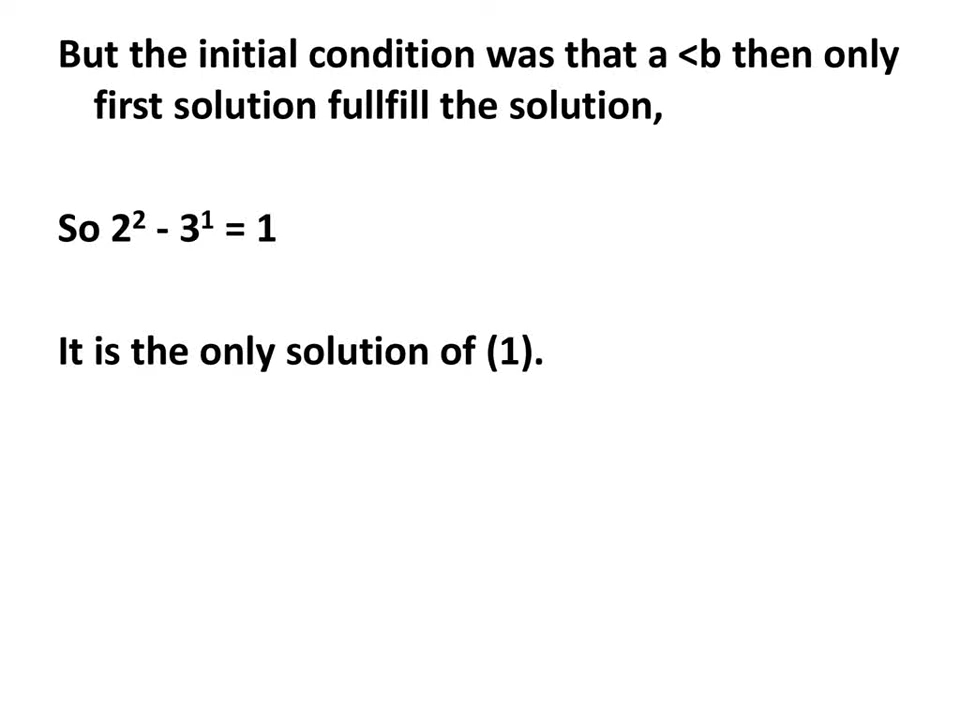 But the initial condition was that a <b then only
first solution fullfill the solution,
So 2² - 3¹ = 1
It is the only solution of (1).